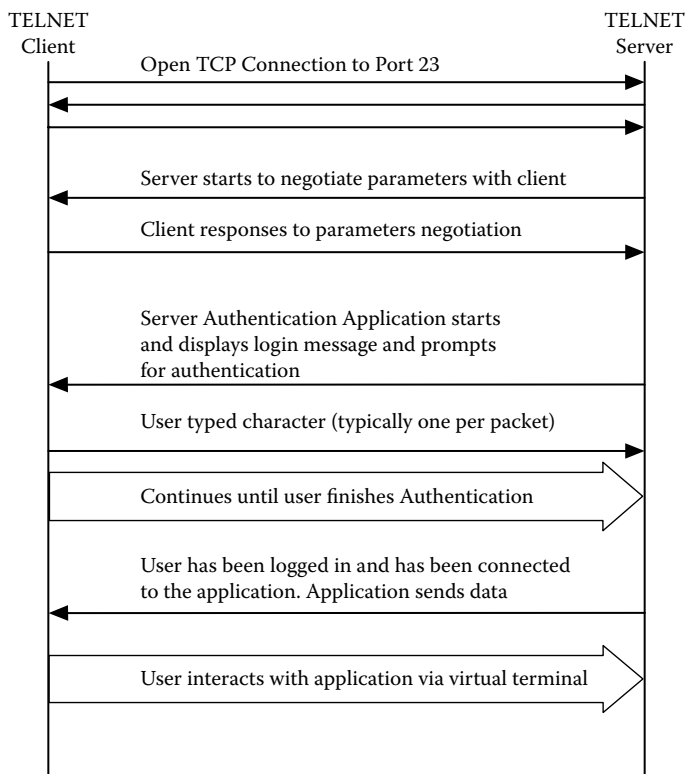 TELNET
Client
TELNET
Server
Open TCP Connection to Port 23
Server starts to negotiate parameters with client
Client responses to parameters negotiation
Server Authentication Application starts
and displays login message and prompts
for authentication
User typed character (typically one per packet)
Continues until user finishes Authentication
User has been logged in and has been connected
to the application. Application sends data
User interacts with application via virtual terminal